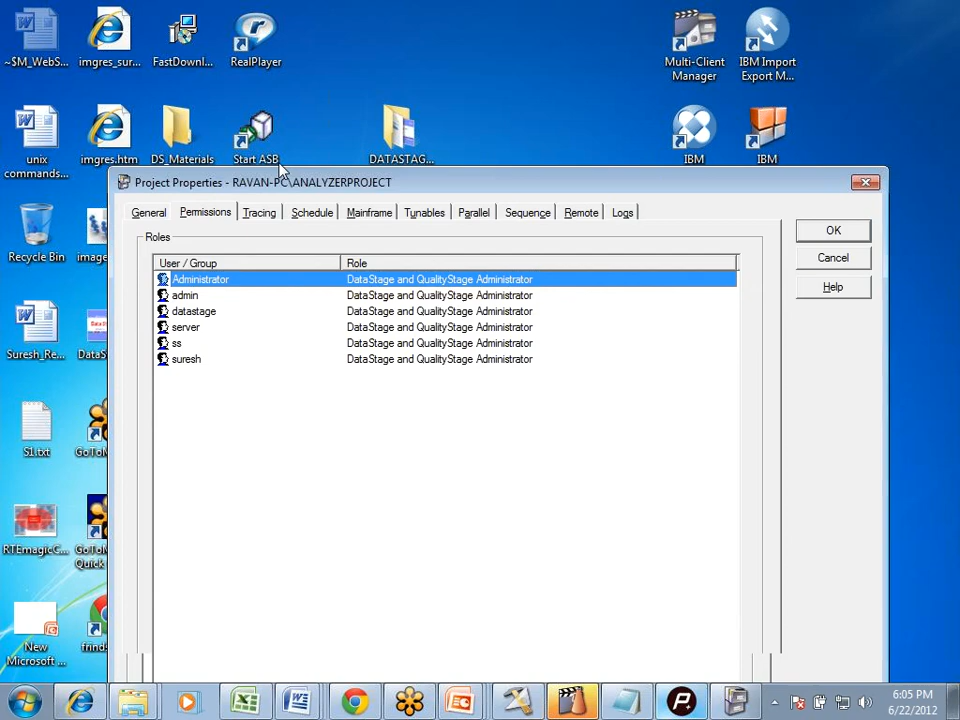 ~$M_WebS...
imgres_sur...
FastDownl...
RealPlayer
Multi-Client
Manager
IBM Import
Export M...
unix
commands...
imgres.htm
DS_Materials
Start ASB
DATASTAG...
IBM
IBM
Project Properties - RAVAN-PC\ANALYZERPROJECT
General
Permissions
Tracing
Schedule
Mainframe
Tunables
Parallel
Sequence
Remote
Logs
OK
Cancel
Help
Roles
User / Group Role
Administrator DataStage and QualityStage Administrator
admin DataStage and QualityStage Administrator
datastage DataStage and QualityStage Administrator
server DataStage and QualityStage Administrator
ss DataStage and QualityStage Administrator
suresh DataStage and QualityStage Administrator
Recycle Bin
image
Suresh_Re...
DataS
S1.txt
GoToM
RTEmagicC...
GoToM
Quick
New
Microsoft ...
frind
6:05 PM
6/22/2012